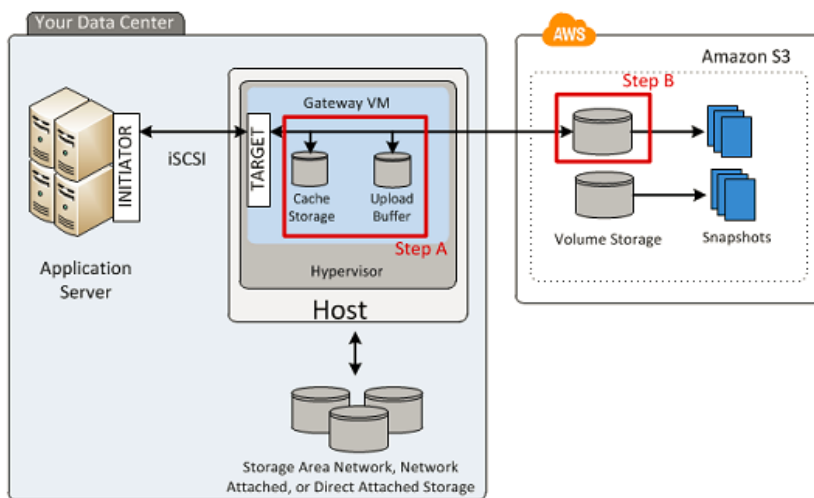 Your Data Center
AWS
Amazon S3
Step B
Gateway VM
INITIATOR
iSCSI
TARGET
Cache
Storage
Upload
Buffer
Step A
Volume Storage
Snapshots
Application
Server
Hypervisor
Host
Storage Area Network, Network
Attached, or Direct Attached Storage